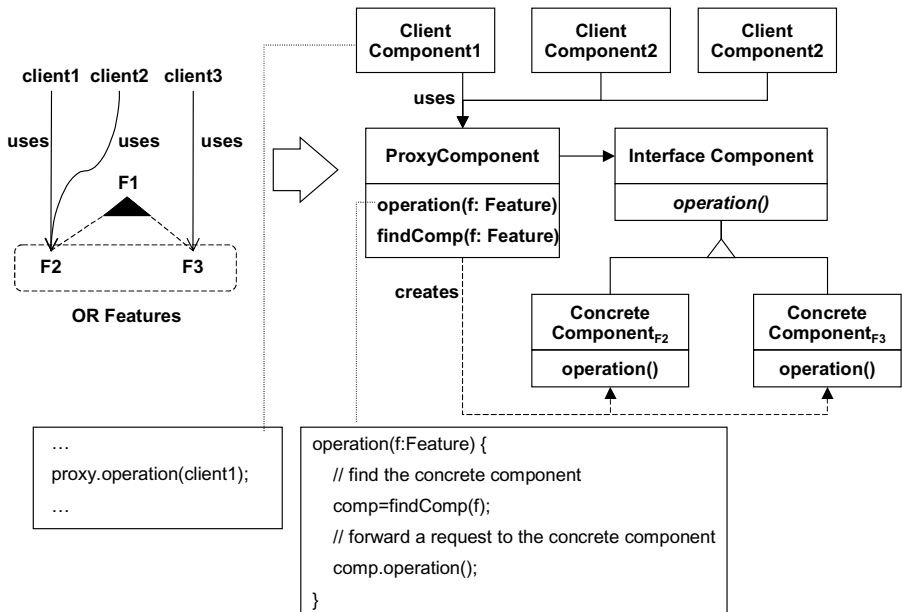 Client
Component1
Client
Component2
Client
Component2
client1 client2 client3
uses
uses
uses
F1
F2
F3
OR Features
uses
ProxyComponent
operation(f: Feature)
findComp(f: Feature)
Interface Component
operation()
creates
Concrete
ComponentF2
operation()
Concrete
ComponentF3
operation()
…
proxy.operation(client1);
…
operation(f:Feature) {
// find the concrete component
comp=findComp(f);
// forward a request to the concrete component
comp.operation();
}